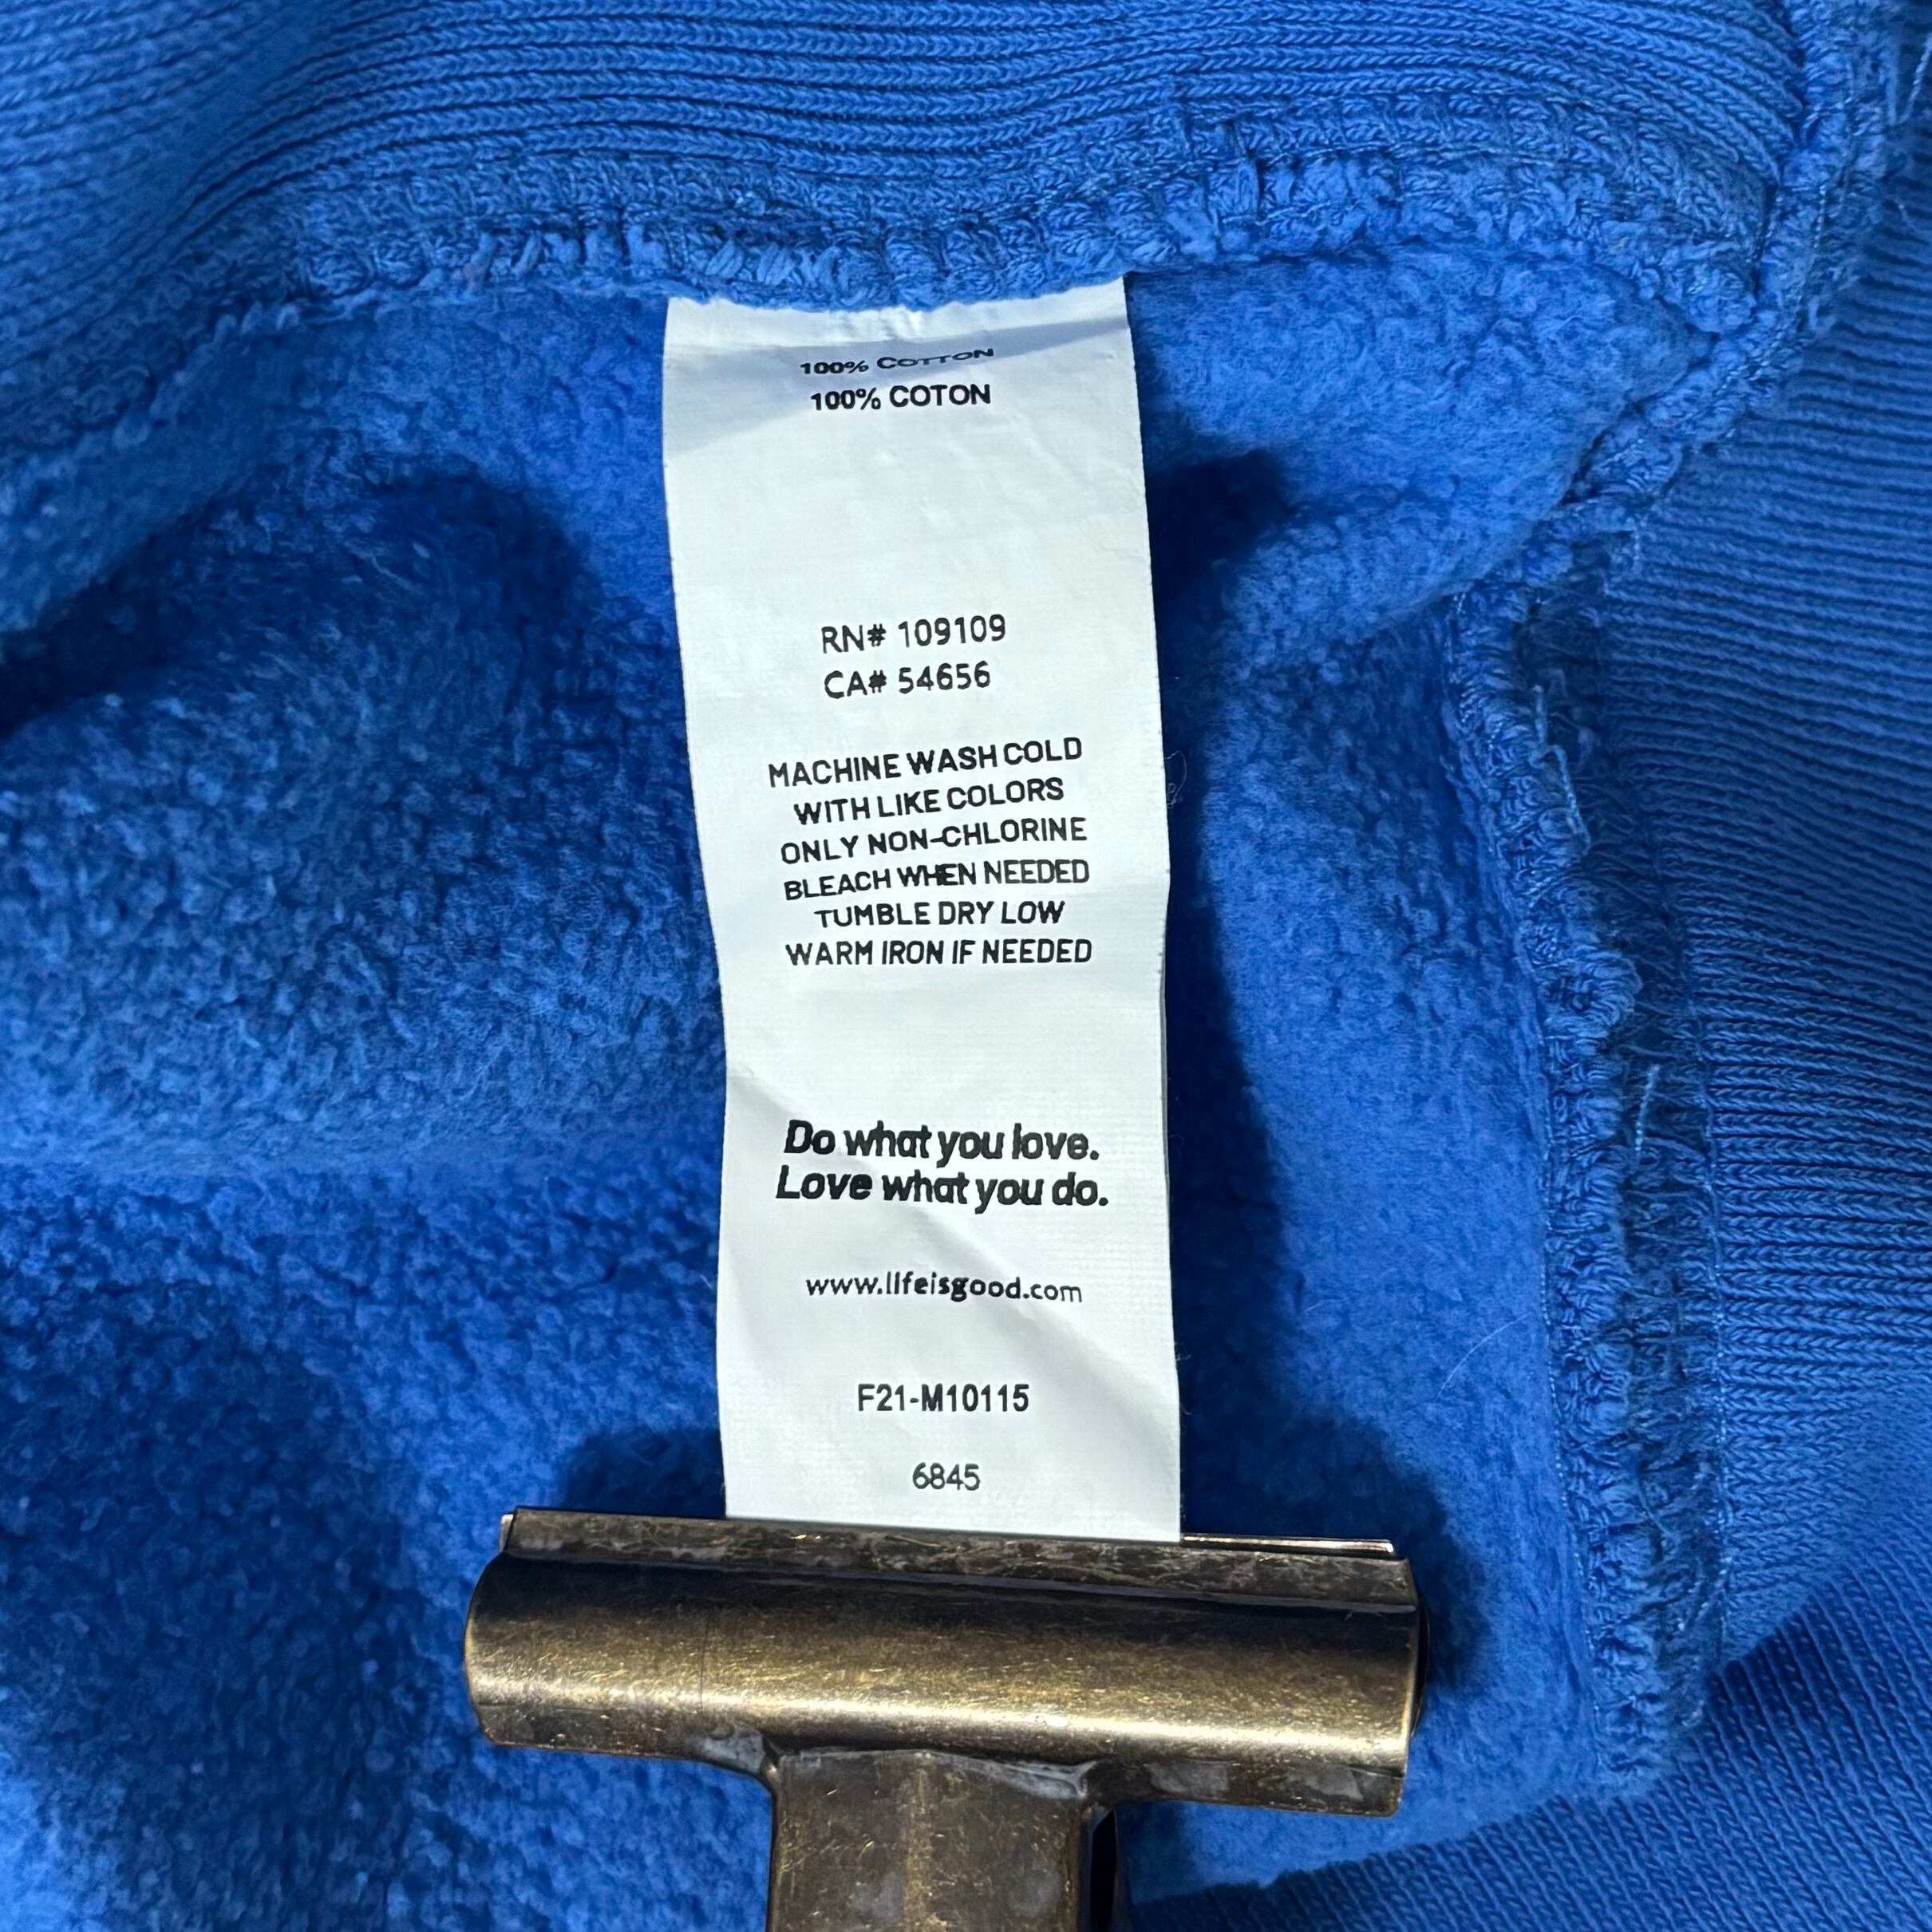 100% COTTON
100% COTON
RN# 109109
CA# 54656
MACHINE WASH COLD
WITH LIKE COLORS
ONLY NON-CHLORINE
BLEACH WHEN NEEDED
TUMBLE DRY LOW
WARM IRON IF NEEDED
Do what you love.
Love what you do.
www.lifeisgood.com
F21-M10115
6845